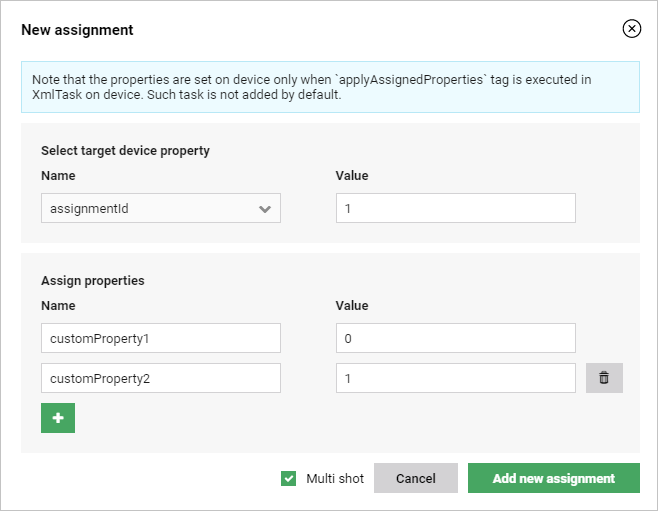 New assignment
Note that the properties are set on device only when `applyAssignedProperties` tag is executed in
XmlTask on device. Such task is not added by default.
Select target device property
Name Value
assignmentId 1
Assign properties
Name Value
customProperty1 0
customProperty2 1
Multi shot Cancel Add new assignment